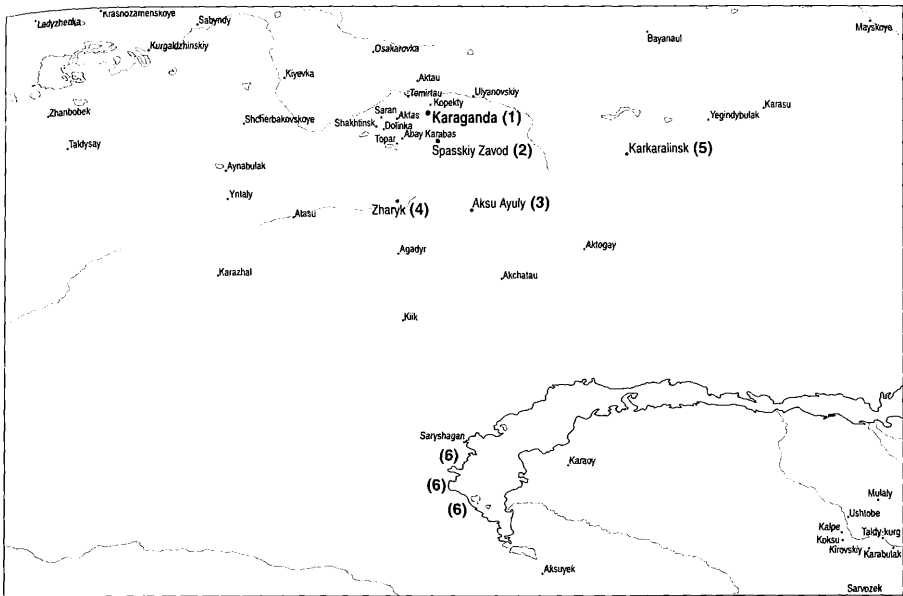 Ledyzhenka
Krasnozamenskoye
Sabyndy
Kurgaldzhinskiy
Osakarovka
Bayanaul
Mayskoye
Kiyevka
Aktau
Temirtau
Ulyanovskiy
Kopekty
Karasu
Zhanbobek
Shcherbakovskoye
Saran
Aktas
Karaganda (1)
Yegindybulak
Shakhtinsk
Dolinka
Abay Karabas
Topar
Spasskiy Zavod (2)
Karkaralinsk (5)
Taldysay
Aynabulak
Yntaly
Atasu
Zharyk (4)
Aksu Ayuly (3)
Agadyr
Aktogay
Karazhal
Akchatau
Kiik
Saryshagan
(6)
Karaoy
(6)
(6)
Mulaly
Ushtobe
Kalpe
Taldy-kurg
Koksu
Kirovskiy
Karabulak
Aksuyek
Sarvozek